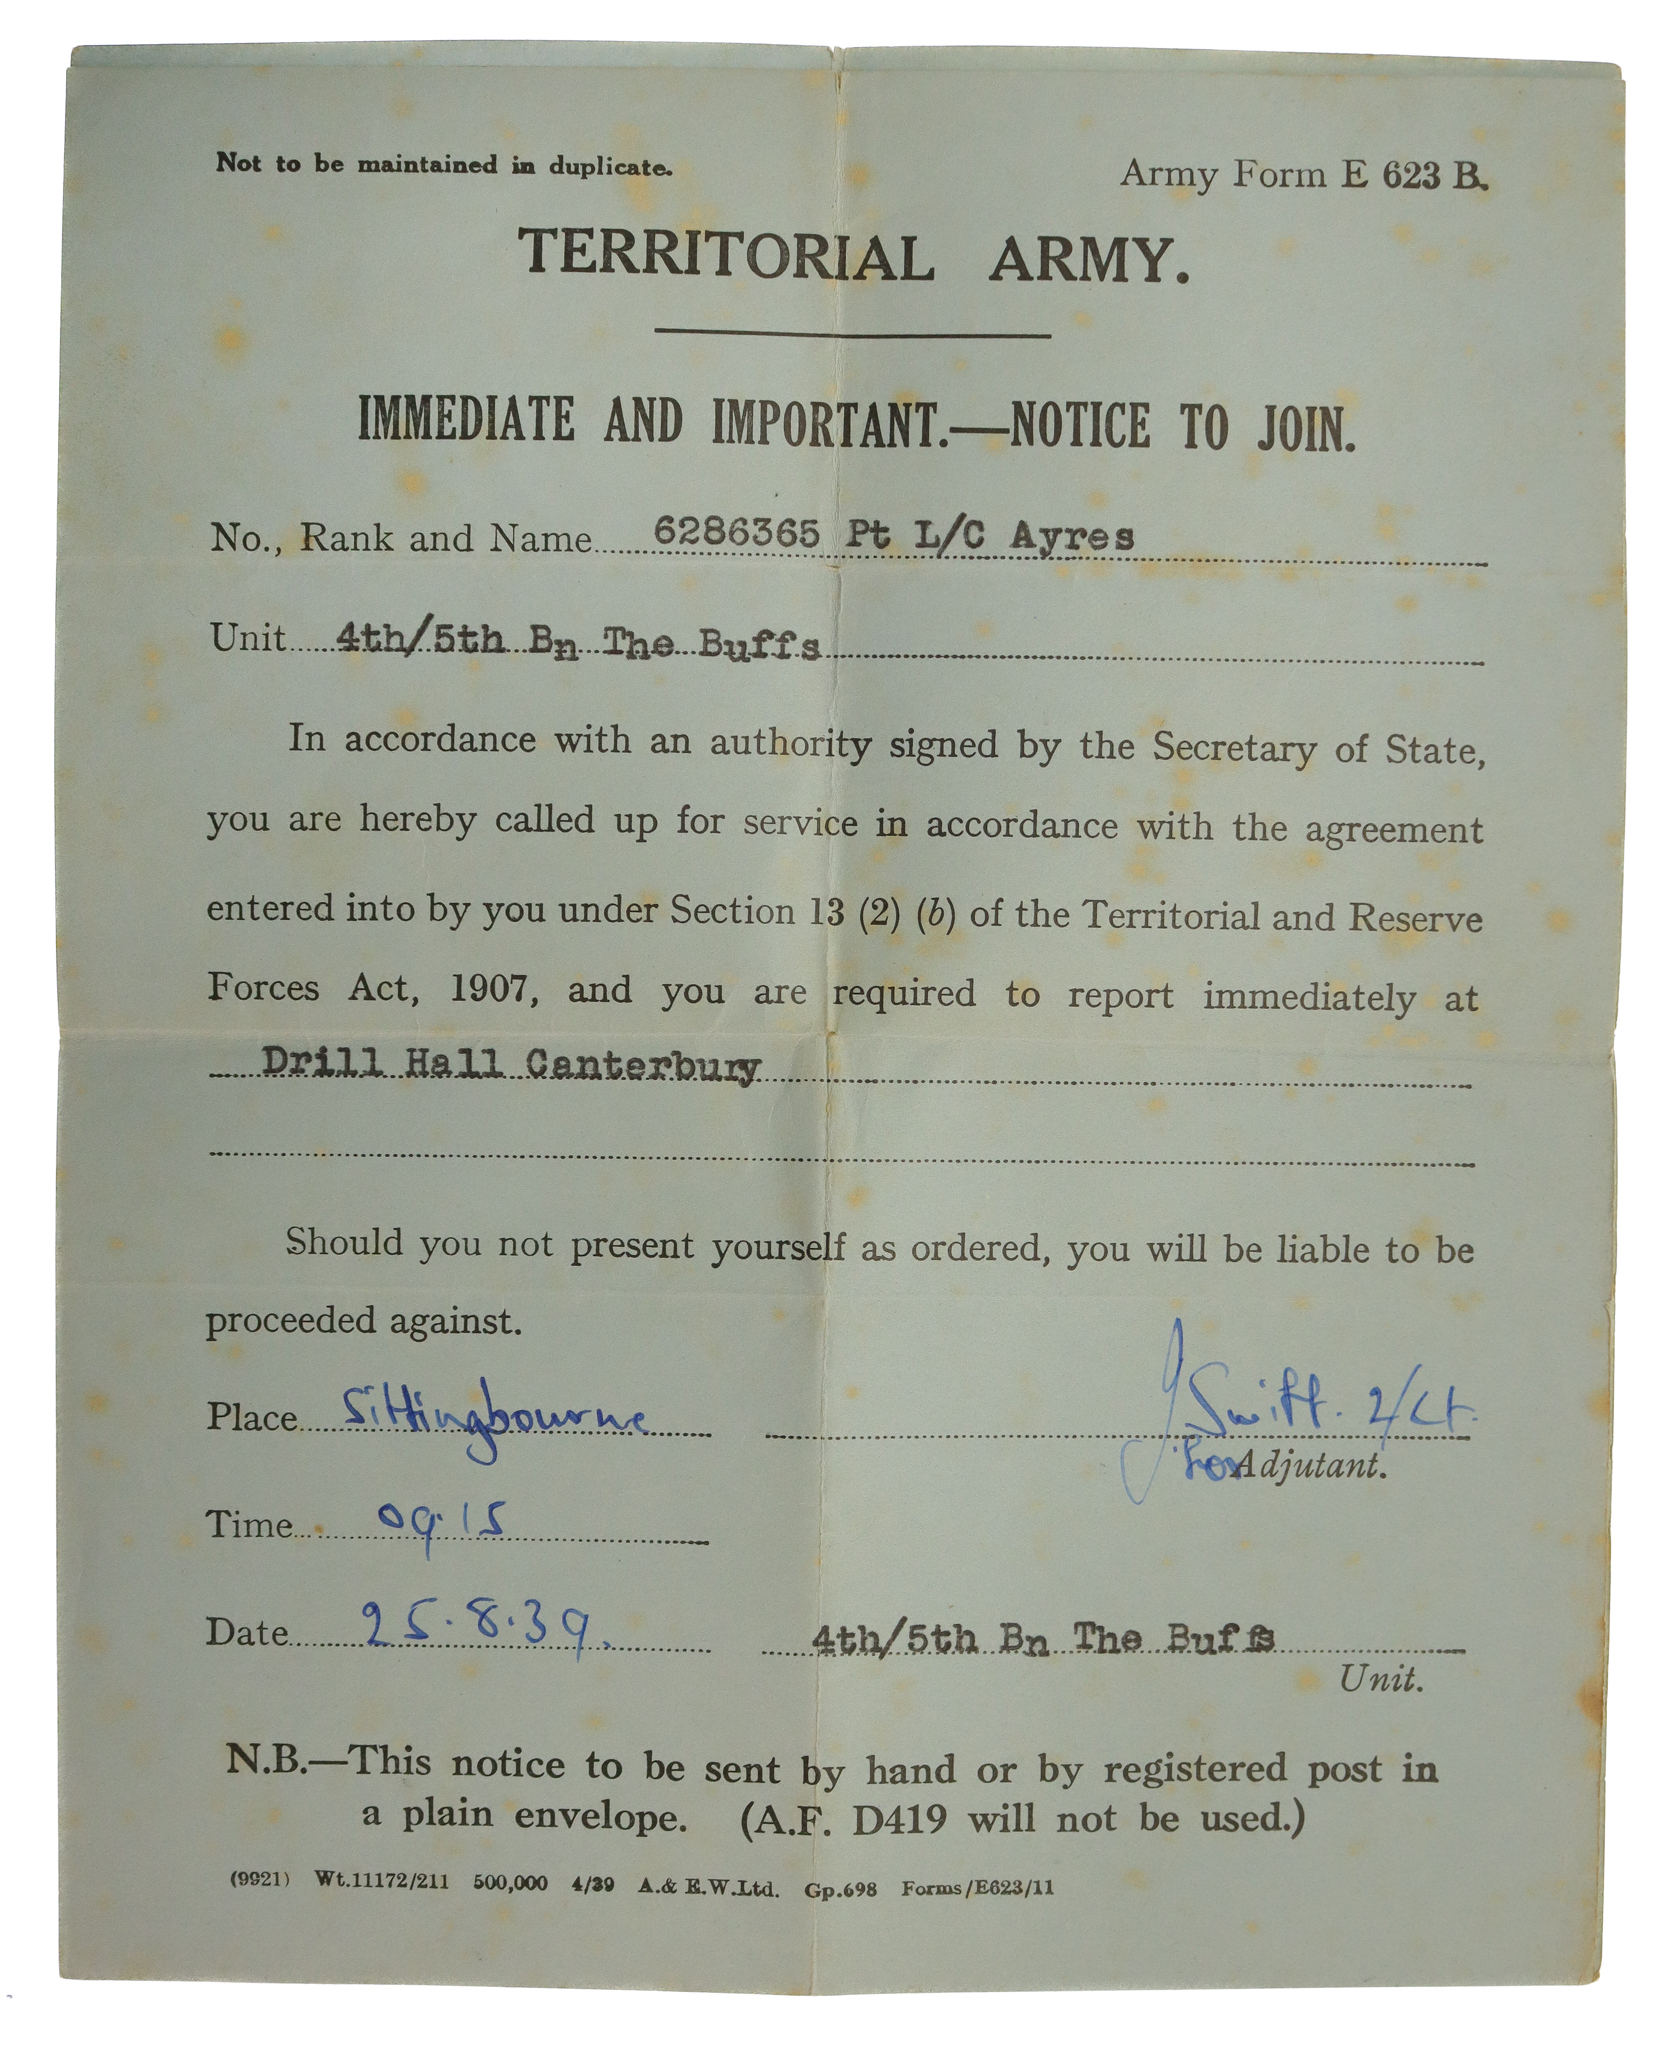 Not to be maintained in duplicate.
Army Form E 623 B.
TERRITORIAL ARMY.
IMMEDIATE AND IMPORTANT.—NOTICE TO JOIN.
No., Rank and Name 6286365 Pt L/C Ayres
Unit 4th/5th Bn The Buffs
In accordance with an authority signed by the Secretary of State,
you are hereby called up for service in accordance with the agreement
entered into by you under Section 13 (2) (b) of the Territorial and Reserve
Forces Act, 1907, and you are required to report immediately at
Drill Hall Canterbury
Should you not present yourself as ordered, you will be liable to be
proceeded against.
Place Sittingbourne
J Swift. 2/Lt.
for Adjutant.
Time 09.15
Date 25.8.39.
4th/5th Bn The Buffs
Unit.
N.B.—This notice to be sent by hand or by registered post in
a plain envelope. (A.F. D419 will not be used.)
(9921) Wt.11172/211 500,000 4/39 A.& E.W.Ltd. Gp.698 Forms/E623/11